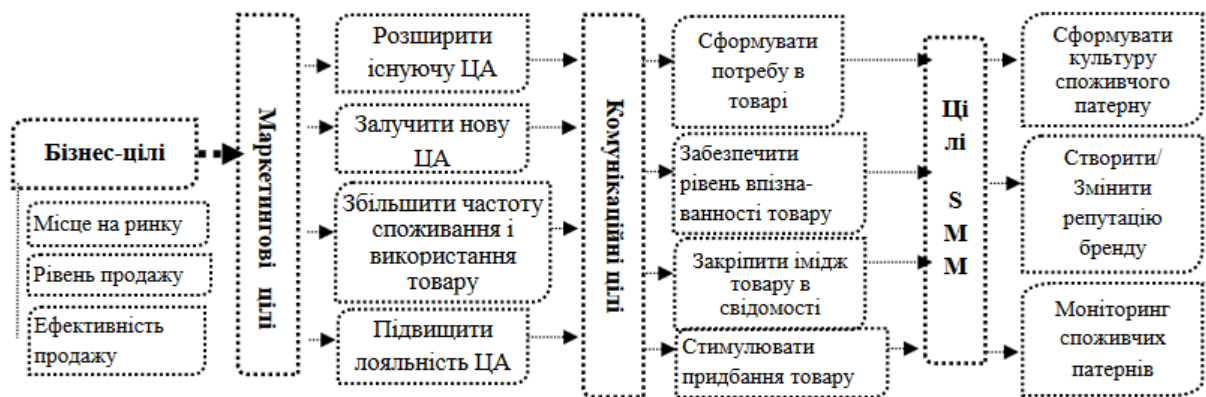 Бізнес-цілі
Місце на ринку
Рівень продажу
Ефективність
продажу
Маркетингові цілі
Розширити
існуючу ЦА
Залучити нову
ЦА
Збільшити частоту
споживання і
використання
товару
Підвищити
лояльність ЦА
Комунікаційні цілі
Сформувати
потребу в
товарі
Забезпечити
рівень впізна-
ванності товару
Закріпити імідж
товару в
свідомості
Стимулювати
придбання товару
Ці
лі
S
M
M
Сформувати
культуру
споживчого
патерну
Створити/
Змінити
репутацію
бренду
Моніторинг
споживчих
патернів